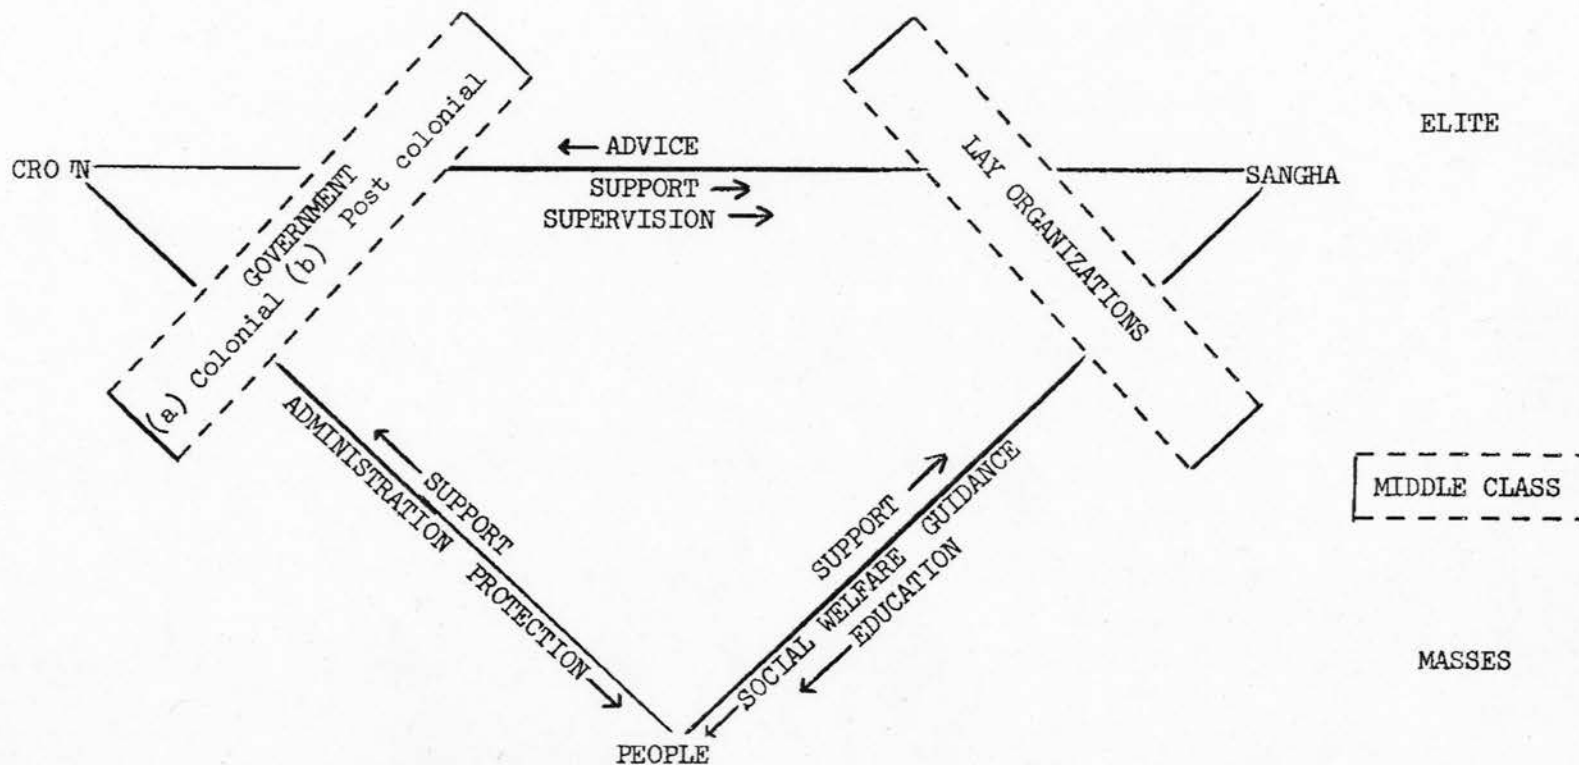 ELITE
CROWN
GOVERNMENT
(a) Colonial (b) Post colonial
← ADVICE
SUPPORT →
SUPERVISION →
LAY ORGANIZATIONS
SANGHA
MIDDLE CLASS
← SUPPORT
ADMINISTRATION PROTECTION →
SUPPORT →
← SOCIAL WELFARE GUIDANCE
← EDUCATION
MASSES
PEOPLE